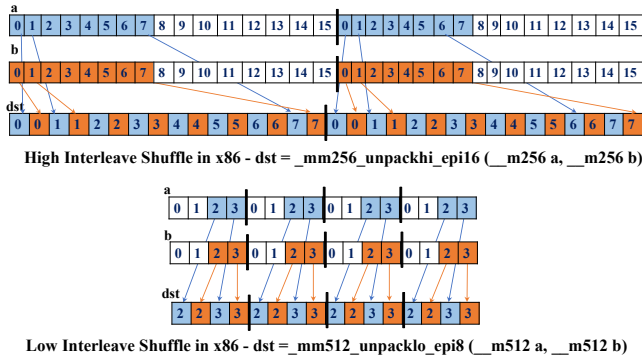 a
0 1 2 3 4 5 6 7 8 9 10 11 12 13 14 15 0 1 2 3 4 5 6 7 8 9 10 11 12 13 14 15
b
0 1 2 3 4 5 6 7 8 9 10 11 12 13 14 15 0 1 2 3 4 5 6 7 8 9 10 11 12 13 14 15
dst
0 0 1 1 2 2 3 3 4 4 5 5 6 6 7 7 0 0 1 1 2 2 3 3 4 4 5 5 6 6 7 7
High Interleave Shuffle in x86 - dst = _mm256_unpackhi_epi16 (__m256 a, __m256 b)
a
0 1 2 3 0 1 2 3 0 1 2 3 0 1 2 3
b
0 1 2 3 0 1 2 3 0 1 2 3 0 1 2 3
dst
2 2 3 3 2 2 3 3 2 2 3 3 2 2 3 3
Low Interleave Shuffle in x86 - dst =_mm512_unpacklo_epi8 (__m512 a, __m512 b)